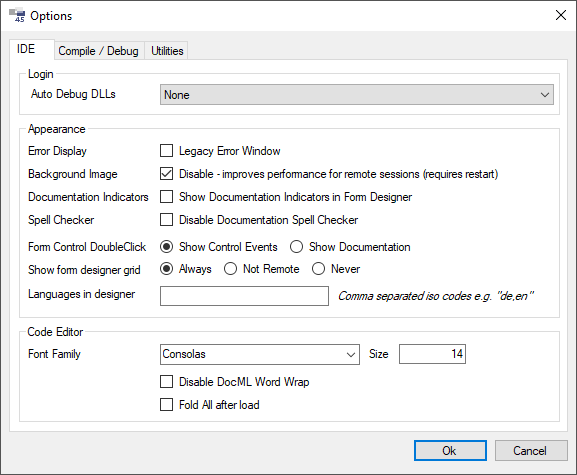 45 Options
IDE Compile / Debug Utilities
Login
Auto Debug DLLs None
Appearance
Error Display Legacy Error Window
Background Image Disable - improves performance for remote sessions (requires restart)
Documentation Indicators Show Documentation Indicators in Form Designer
Spell Checker Disable Documentation Spell Checker
Form Control DoubleClick Show Control Events Show Documentation
Show form designer grid Always Not Remote Never
Languages in designer Comma separated iso codes e.g. "de,en"
Code Editor
Font Family Consolas Size 14
Disable DocML Word Wrap
Fold All after load
Ok Cancel